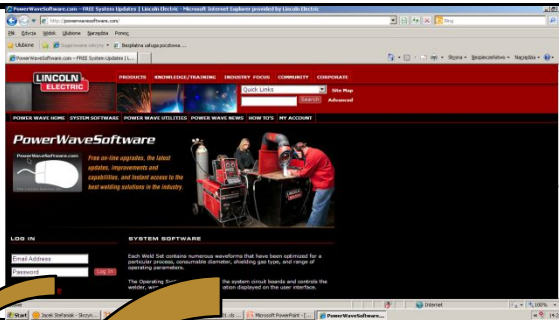 PowerWaveSoftware.com - FREE System Updates | Lincoln Electric - Microsoft Internet Explorer provided by Lincoln Electric
http://powerwavesoftware.com/
Bing
Plik Edycja Widok Ulubione Narzędzia Pomoc
Ulubione Bezpłatna usługa pocztowa ...
PowerWaveSoftware.com - FREE System Updates | L...
Strona Bezpieczeństwo Narzędzia
LINCOLN ELECTRIC
PRODUCTS KNOWLEDGE/TRAINING INDUSTRY FOCUS COMMUNITY CORPORATE
Quick Links Site Map
Search Advanced
POWER WAVE HOME SYSTEM SOFTWARE POWER WAVE UTILITIES POWER WAVE NEWS HOW TO'S MY ACCOUNT
PowerWaveSoftware
PowerWaveSoftware.com
Free on-line upgrades, the latest
updates, improvements and
capabilities, and instant access to the
best welding solutions in the industry.
LOG IN SYSTEM SOFTWARE
Email Address
Password Log In
Each Weld Set contains numerous waveforms that have been optimized for a
particular process, consumable diameter, shielding gas type, and range of
operating parameters.
The Operating the system circuit boards and controls the
welder, displayed on the user interface.
Internet 100%
Start Jacek Stefaniak - Skrzyn... Microsoft PowerPoint - [... PowerWaveSoftware...